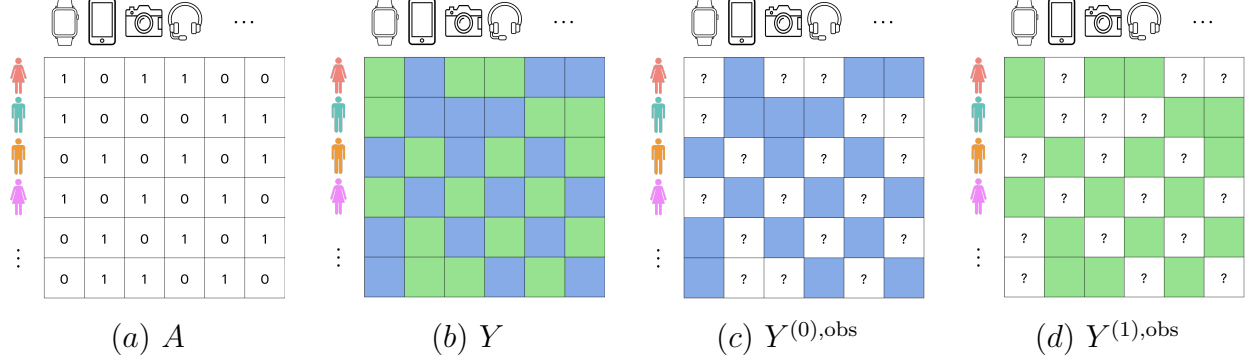 ... ... ... ...
1 0 1 1 0 0 ? ? ? ? ? ?
1 0 0 0 1 1 ? ? ? ? ? ?
0 1 0 1 0 1 ? ? ? ? ? ?
1 0 1 0 1 0 ? ? ? ? ? ?
0 1 0 1 0 1 ? ? ? ? ? ?
0 1 1 0 1 0 ? ? ? ? ? ?
(a) A
(b) Y
(c) Y^{(0),obs}
(d) Y^{(1),obs}